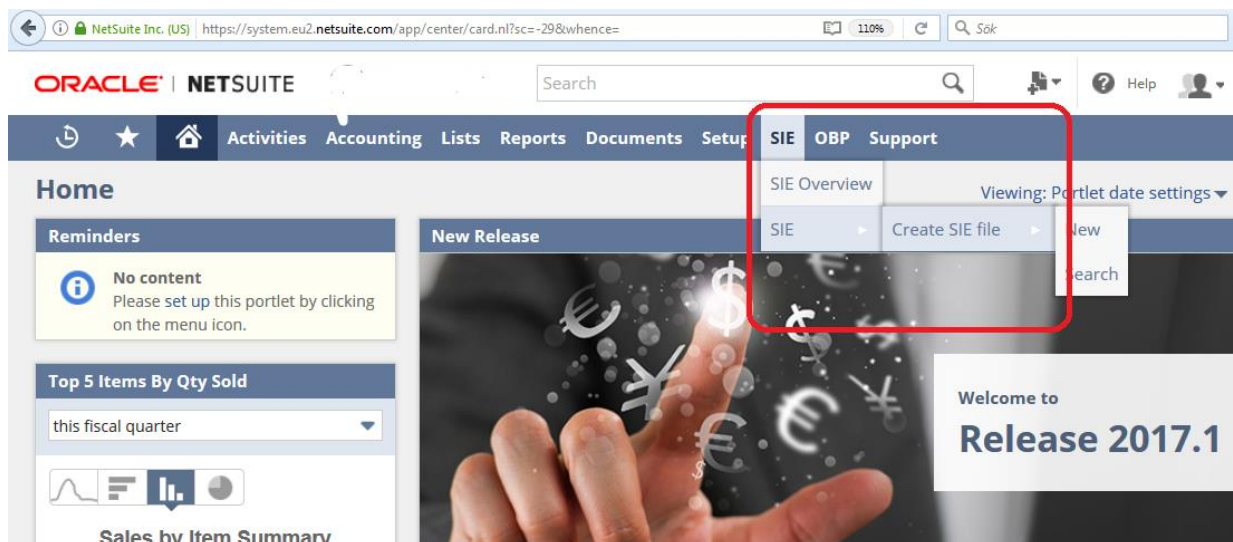 NetSuite Inc. (US) https://system.eu2.netsuite.com/app/center/card.nl?sc=-29&whence= 110% Sök
ORACLE | NETSUITE Search Help
Activities Accounting Lists Reports Documents Setup SIE OBP Support
Home SIE Overview Viewing: Portlet date settings
Reminders New Release SIE Create SIE file New
No content Search
Please set up this portlet by clicking
on the menu icon.
Top 5 Items By Qty Sold
this fiscal quarter
Welcome to
Release 2017.1
Sales by Item Summary